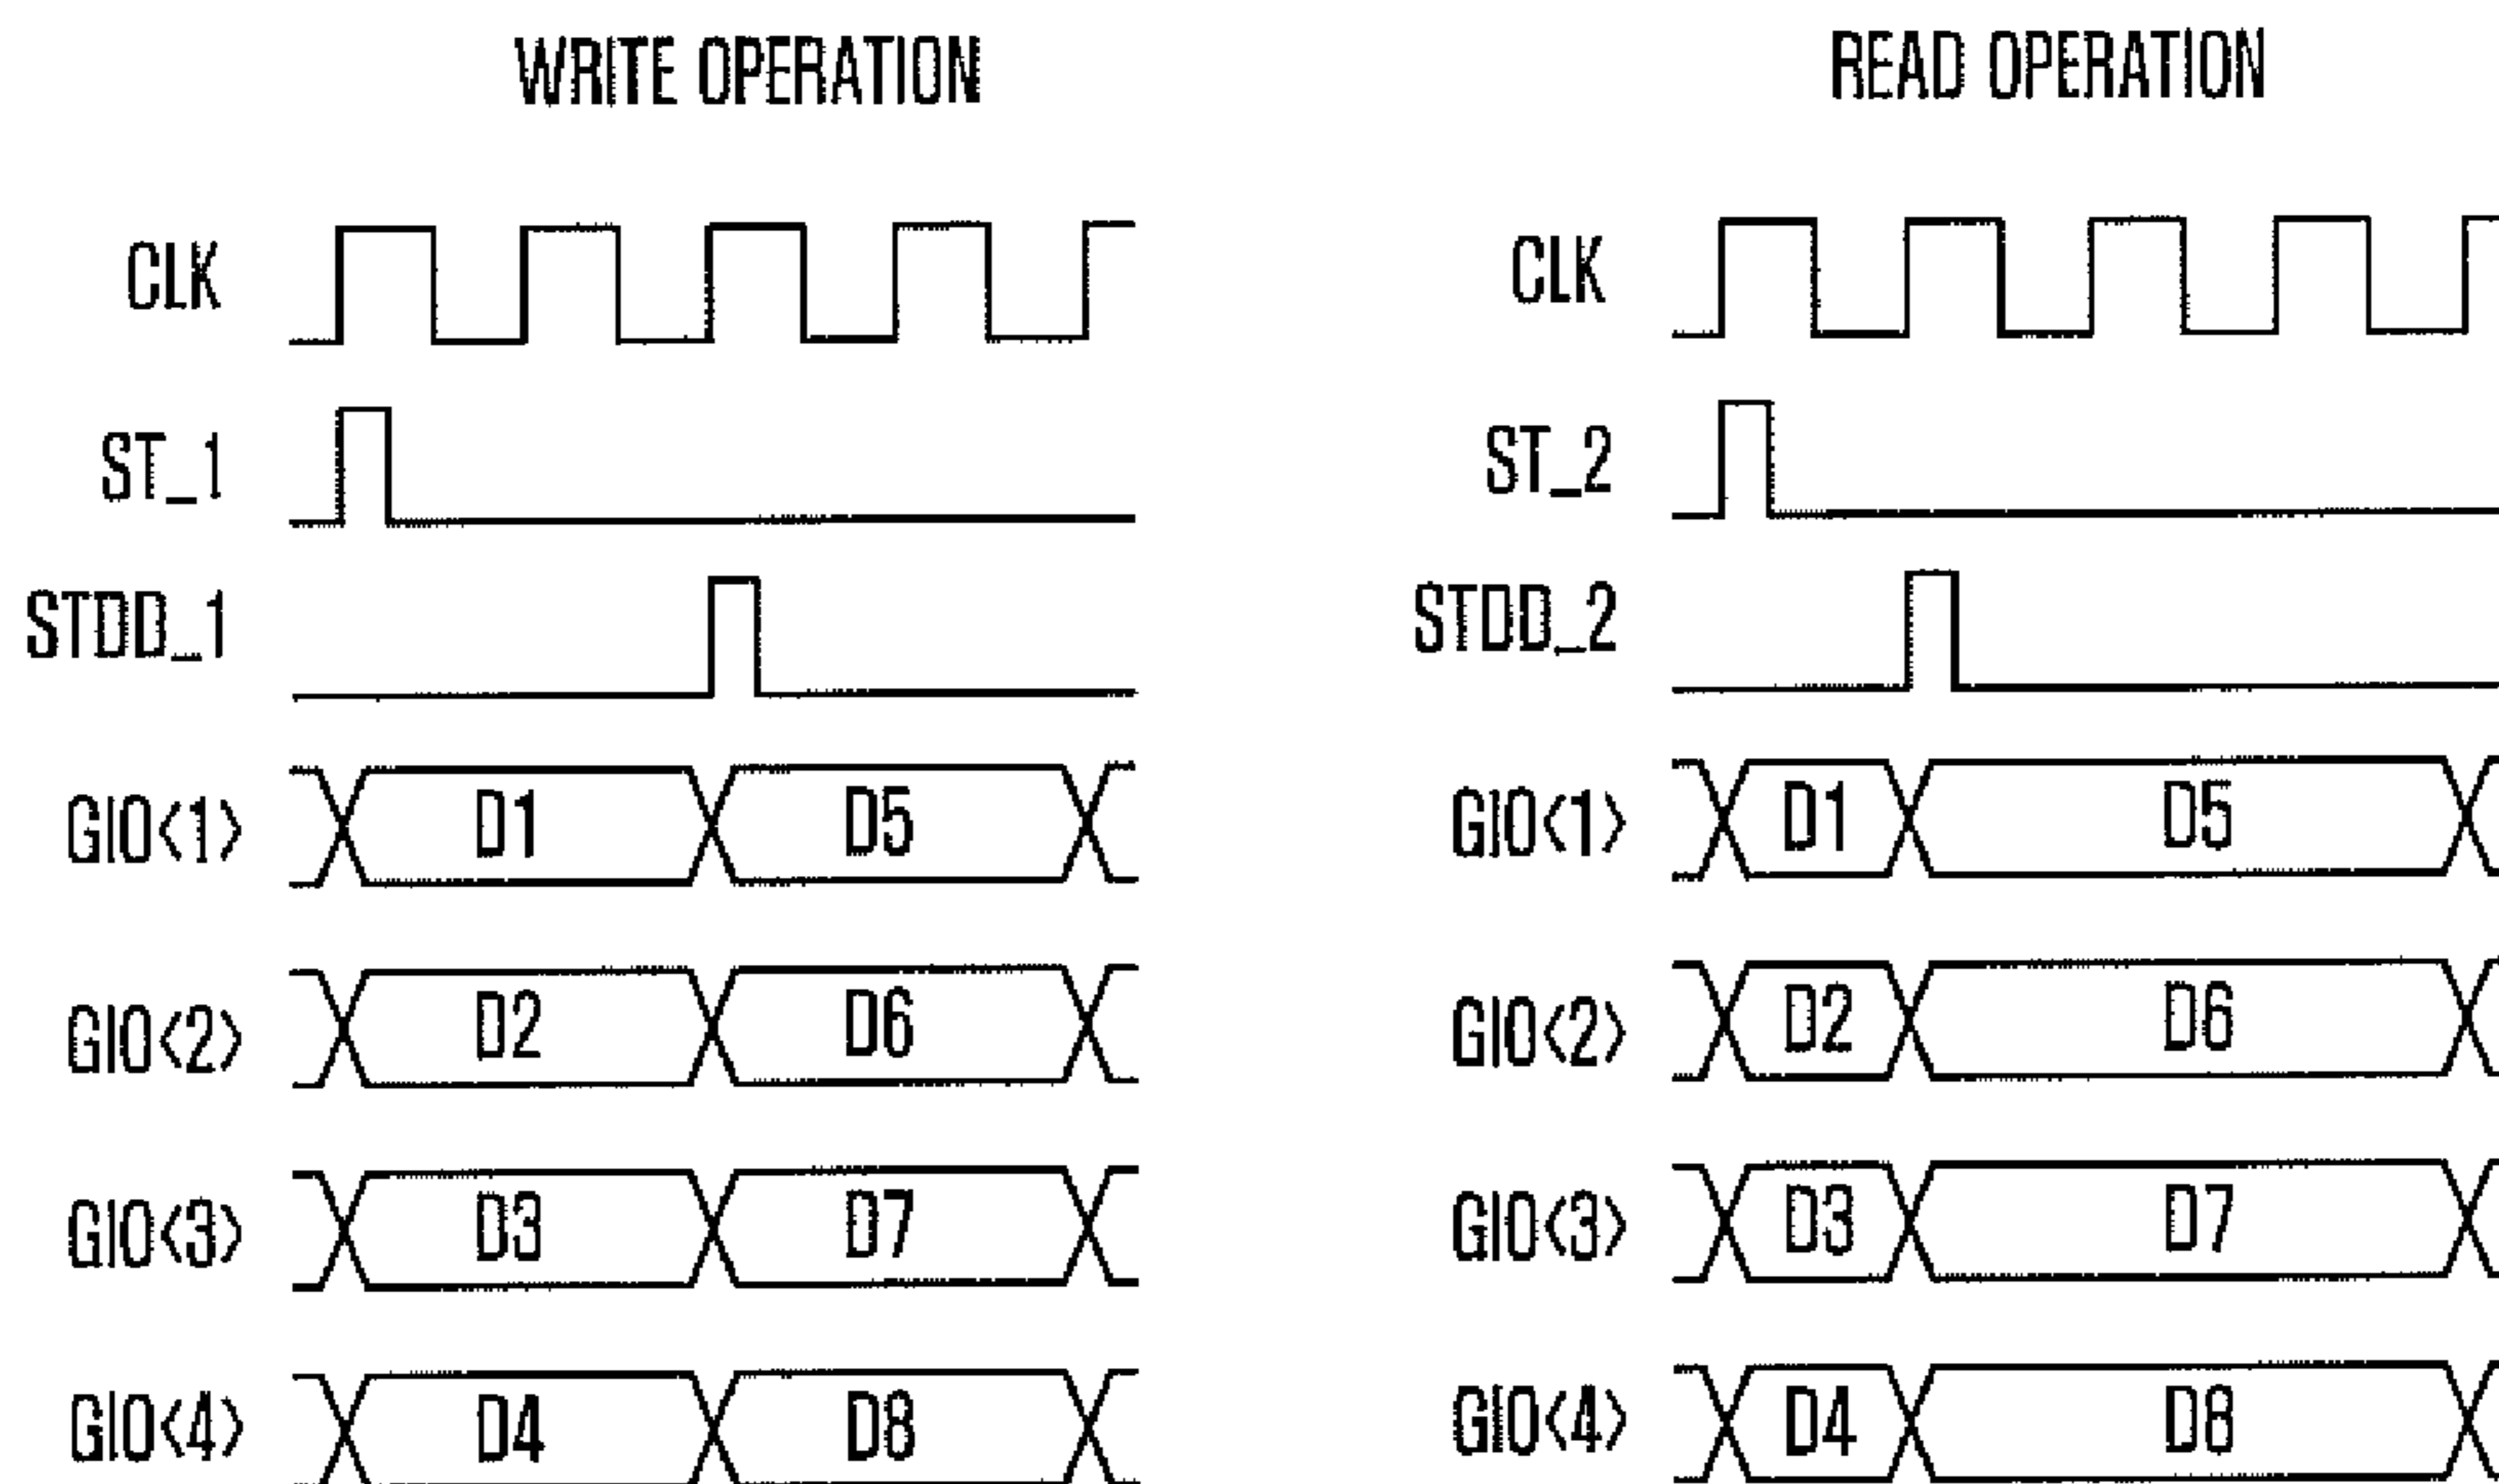 WRITE OPERATION
CLK
ST_1
STDD_1
GIO<1> D1 D5
GIO<2> D2 D6
GIO<3> D3 D7
GIO<4> D4 D8
READ OPERATION
CLK
ST_2
STDD_2
GIO<1> D1 D5
GIO<2> D2 D6
GIO<3> D3 D7
GIO<4> D4 D8